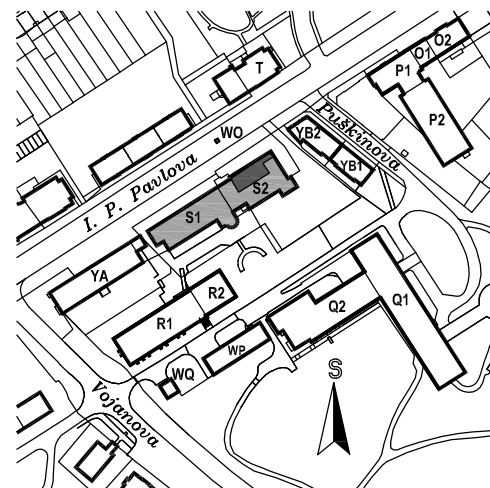 T
O1
O2
P1
P2
Puškinova
YB2
YB1
WO
I. P. Pavlova
S2
S1
YA
R2
R1
Q1
Q2
WP
WQ
S
Vojanova